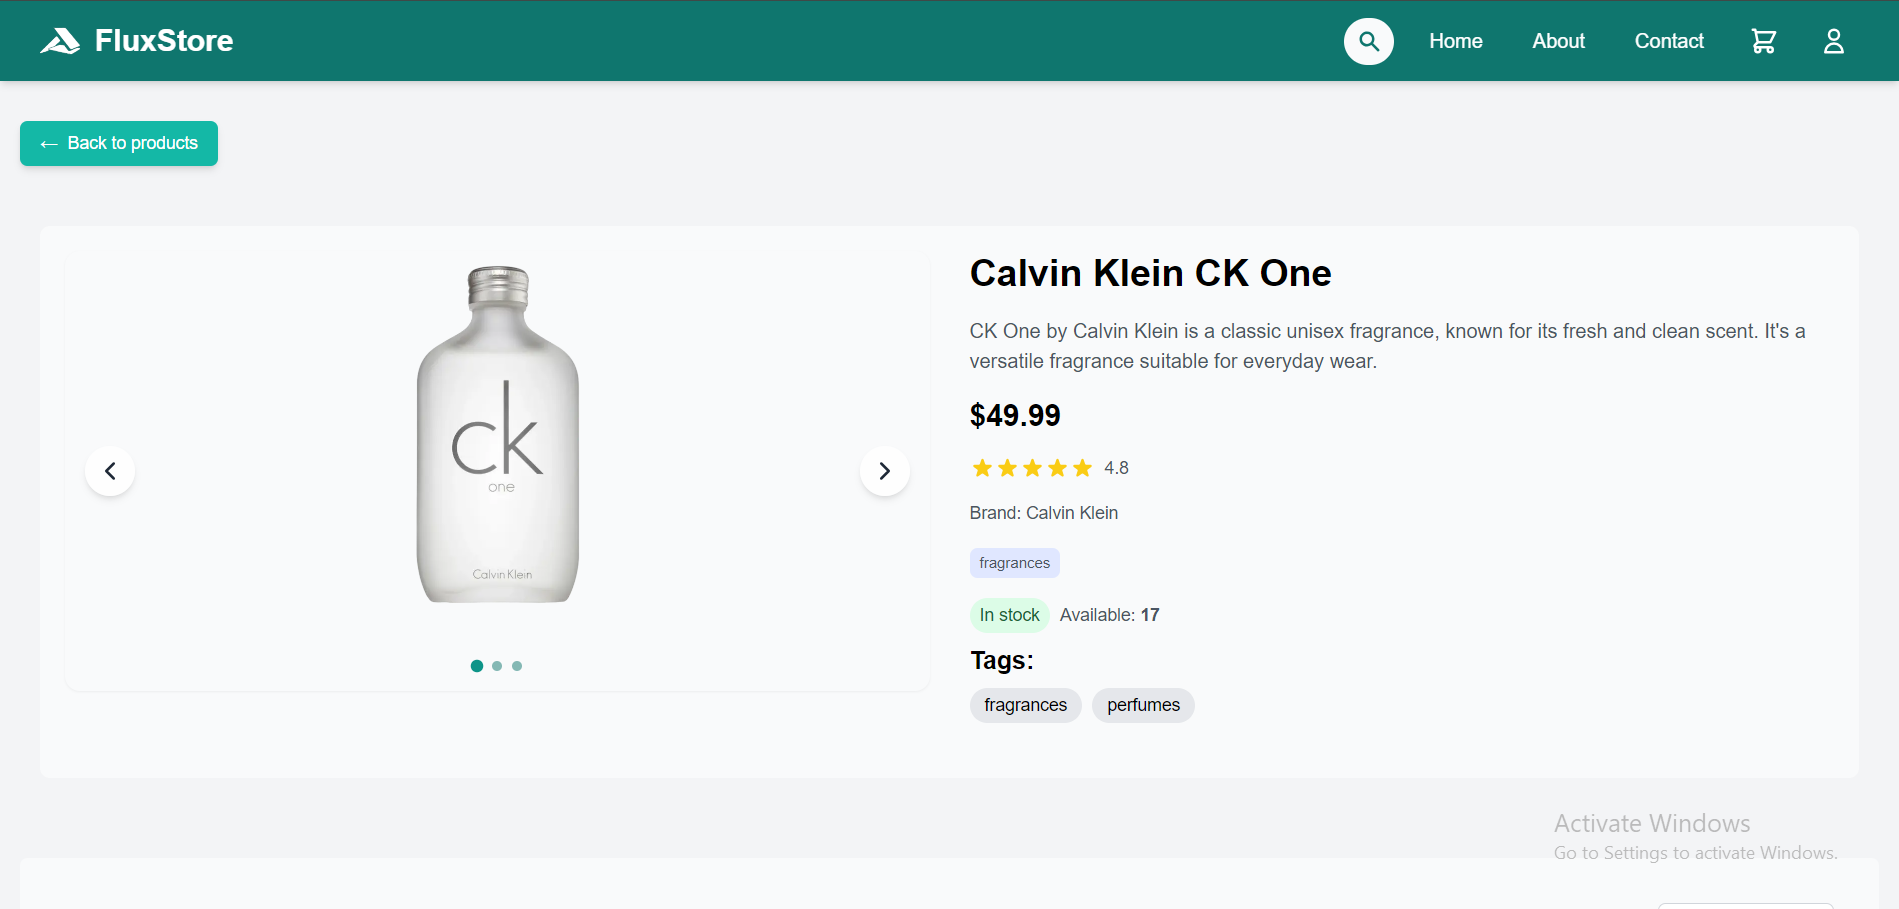 FluxStore
Home
About
Contact
← Back to products
ck
one
Calvin Klein
Calvin Klein CK One
CK One by Calvin Klein is a classic unisex fragrance, known for its fresh and clean scent. It's a
versatile fragrance suitable for everyday wear.
$49.99
4.8
Brand: Calvin Klein
fragrances
In stock
Available: 17
Tags:
fragrances
perfumes
Activate Windows
Go to Settings to activate Windows.